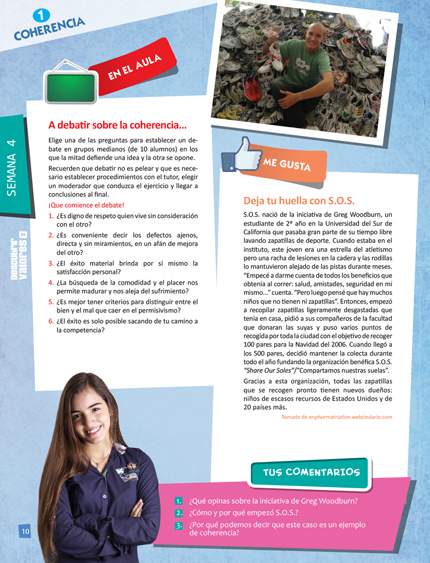 1
COHERENCIA
EN EL AULA
A debatir sobre la coherencia...
Elige una de las preguntas para establecer un de-
bate en grupos medianos (de 10 alumnos) en los
que la mitad defiende una idea y la otra se opone.
Recuerden que debatir no es pelear y que es nece-
sario establecer procedimientos con el tutor, elegir
un moderador que conduzca el ejercicio y llegar a
conclusiones al final.
¡Que comience el debate!
1. ¿Es digno de respeto quien vive sin consideración
con el otro?
2. ¿Es conveniente decir los defectos ajenos,
directa y sin miramientos, en un afán de mejora
del otro?
3. ¿El éxito material brinda por sí mismo la
satisfacción personal?
4. ¿La búsqueda de la comodidad y el placer nos
permite madurar y nos aleja del sufrimiento?
5. ¿Es mejor tener criterios para distinguir entre el
bien y el mal que caer en el permisivismo?
6. ¿El éxito es solo posible sacando de tu camino a
la competencia?
SEMANA 4
Descubrir
valores
ME GUSTA
Deja tu huella con S.O.S.
S.O.S. nació de la iniciativa de Greg Woodburn, un
estudiante de 2º año en la Universidad del Sur de
California que pasaba gran parte de su tiempo libre
lavando zapatillas de deporte. Cuando estaba en el
instituto, este joven era una estrella del atletismo
pero una racha de lesiones en la cadera y las rodillas
lo mantuvieron alejado de las pistas durante meses.
"Empecé a darme cuenta de todos los beneficios que
obtenía al correr: salud, amistades, seguridad en mí
mismo..." cuenta. "Pero luego pensé que hay muchos
niños que no tienen ni zapatillas". Entonces, empezó
a recopilar zapatillas ligeramente desgastadas que
tenía en casa, pidió a sus compañeros de la facultad
que donaran las suyas y puso varios puntos de
recogida por toda la ciudad con el objetivo de recoger
100 pares para la Navidad del 2006. Cuando llegó a
los 500 pares, decidió mantener la colecta durante
todo el año fundando la organización benéfica S.O.S.
"Share Our Soles"/"Compartamos nuestras suelas".
Gracias a esta organización, todas las zapatillas
que se recogen pronto tienen nuevos dueños:
niños de escasos recursos de Estados Unidos y de
20 países más.
TUS COMENTARIOS
1. ¿Qué opinas sobre la iniciativa de Greg Woodburn?
2. ¿Cómo y por qué empezó S.O.S.?
3. ¿Por qué podemos decir que este caso es un ejemplo
de coherencia?
10